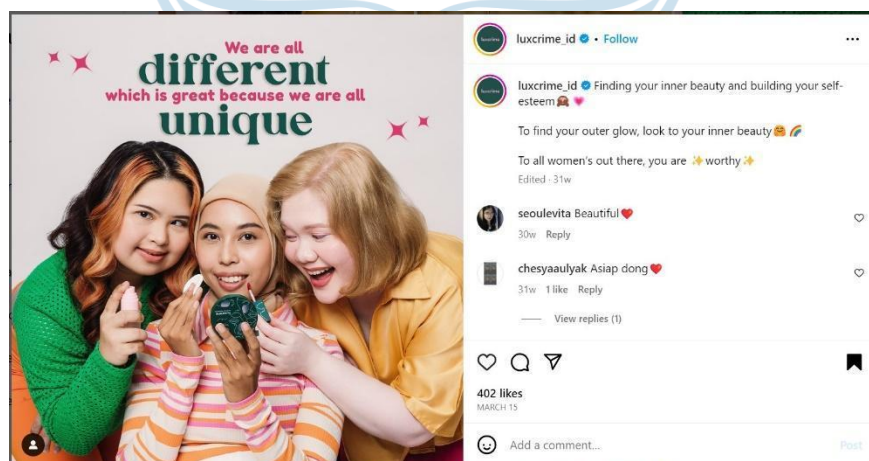 We are all
different
which is great because we are all
unique
luxcrime_id • Follow
luxcrime_id Finding your inner beauty and building your self-
esteem🙈💗
To find your outer glow, look to your inner beauty🤗🌈
To all women's out there, you are ✨worthy✨
Edited · 31w
seoulevita Beautiful❤️
30w Reply
chesyaaulyak Asiap dong❤️
31w 1 like Reply
View replies (1)
402 likes
MARCH 15
Add a comment...
Post